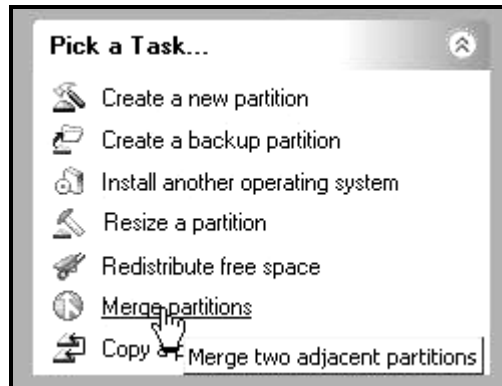 Pick a Task...
Create a new partition
Create a backup partition
Install another operating system
Resize a partition
Redistribute free space
Merge partitions
Copy a
Merge two adjacent partitions